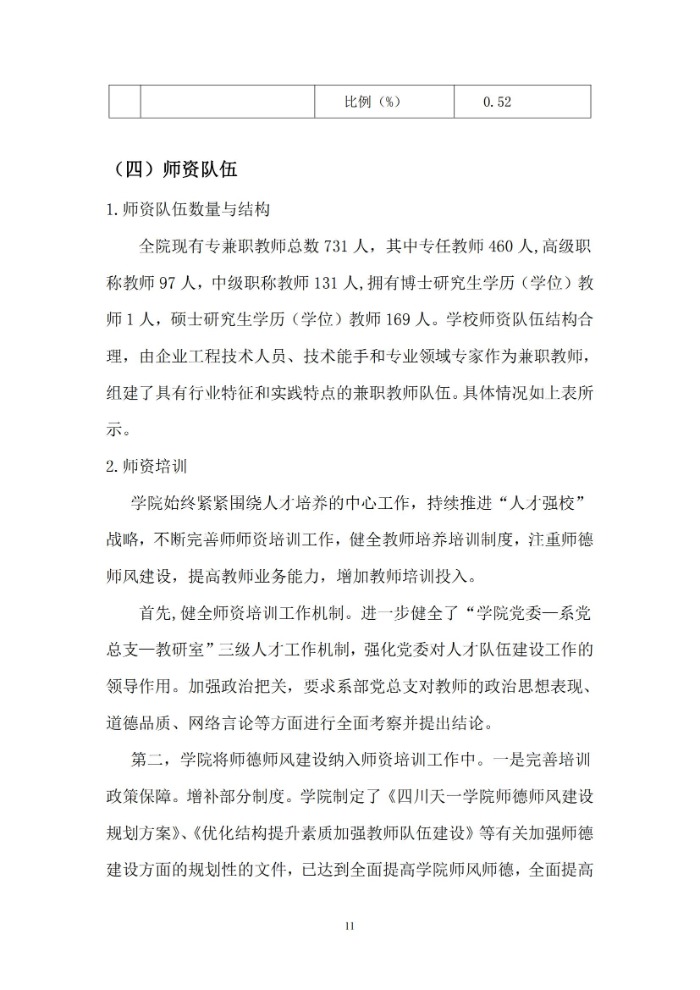 比例（%） 0.52
（四）师资队伍
1.师资队伍数量与结构
全院现有专兼职教师总数 731 人，其中专任教师 460 人,高级职
称教师 97 人，中级职称教师 131 人,拥有博士研究生学历（学位）教
师 1 人，硕士研究生学历（学位）教师 169 人。学校师资队伍结构合
理，由企业工程技术人员、技术能手和专业领域专家作为兼职教师，
组建了具有行业特征和实践特点的兼职教师队伍。具体情况如上表所
示。
2.师资培训
学院始终紧紧围绕人才培养的中心工作，持续推进“人才强校”
战略，不断完善师师资培训工作，健全教师培养培训制度，注重师德
师风建设，提高教师业务能力，增加教师培训投入。
首先,健全师资培训工作机制。进一步健全了“学院党委—系党
总支—教研室”三级人才工作机制，强化党委对人才队伍建设工作的
领导作用。加强政治把关，要求系部党总支对教师的政治思想表现、
道德品质、网络言论等方面进行全面考察并提出结论。
第二，学院将师德师风建设纳入师资培训工作中。一是完善培训
政策保障。增补部分制度。学院制定了《四川天一学院师德师风建设
规划方案》、《优化结构提升素质加强教师队伍建设》等有关加强师德
建设方面的规划性的文件，已达到全面提高学院师风师德，全面提高
11